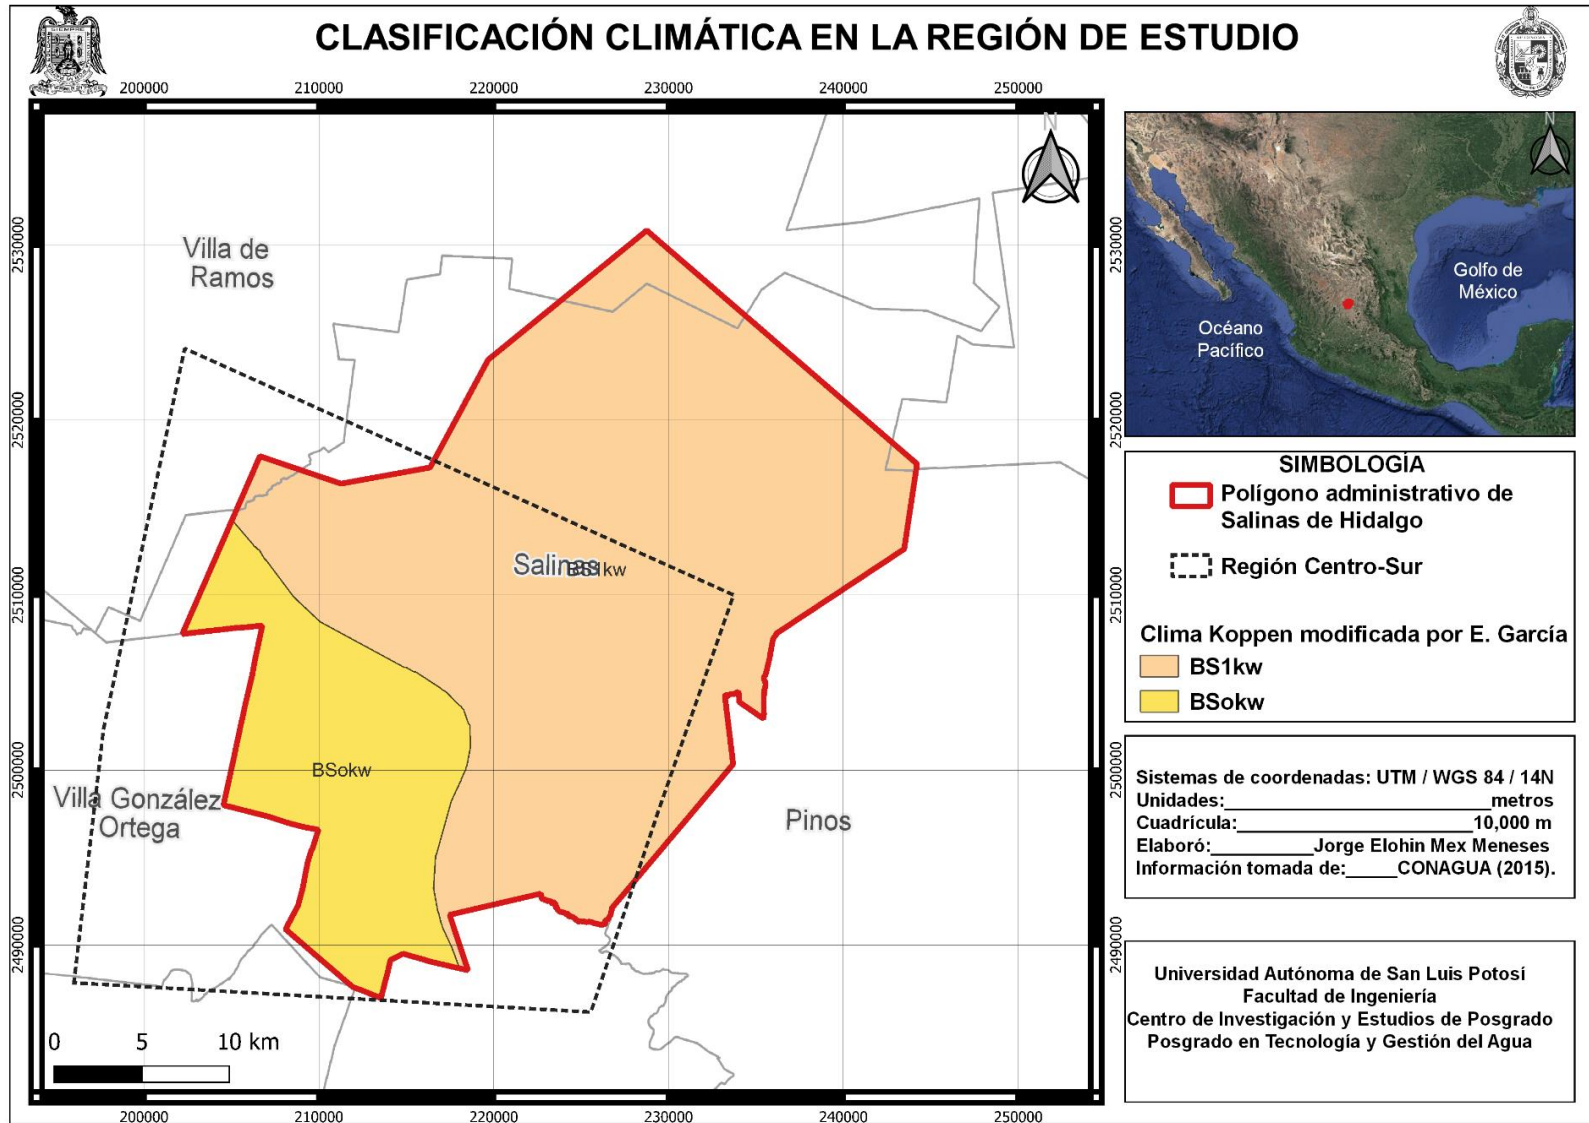 CLASIFICACIÓN CLIMÁTICA EN LA REGIÓN DE ESTUDIO
200000 210000 220000 230000 240000 250000
2530000
2520000
2510000
2500000
2490000
N
Villa de
Ramos
Salinas
BS1kw
BSokw
Villa González
Ortega
Pinos
0 5 10 km
200000 210000 220000 230000 240000 250000
2530000
2520000
2510000
2500000
2490000
N
Golfo de
México
Océano
Pacífico
SIMBOLOGÍA
Polígono administrativo de
Salinas de Hidalgo
Región Centro-Sur
Clima Koppen modificada por E. García
BS1kw
BSokw
Sistemas de coordenadas: UTM / WGS 84 / 14N
Unidades:____________________________metros
Cuadrícula:_________________________10,000 m
Elaboró:___________Jorge Elohin Mex Meneses
Información tomada de:_____CONAGUA (2015).
Universidad Autónoma de San Luis Potosí
Facultad de Ingeniería
Centro de Investigación y Estudios de Posgrado
Posgrado en Tecnología y Gestión del Agua